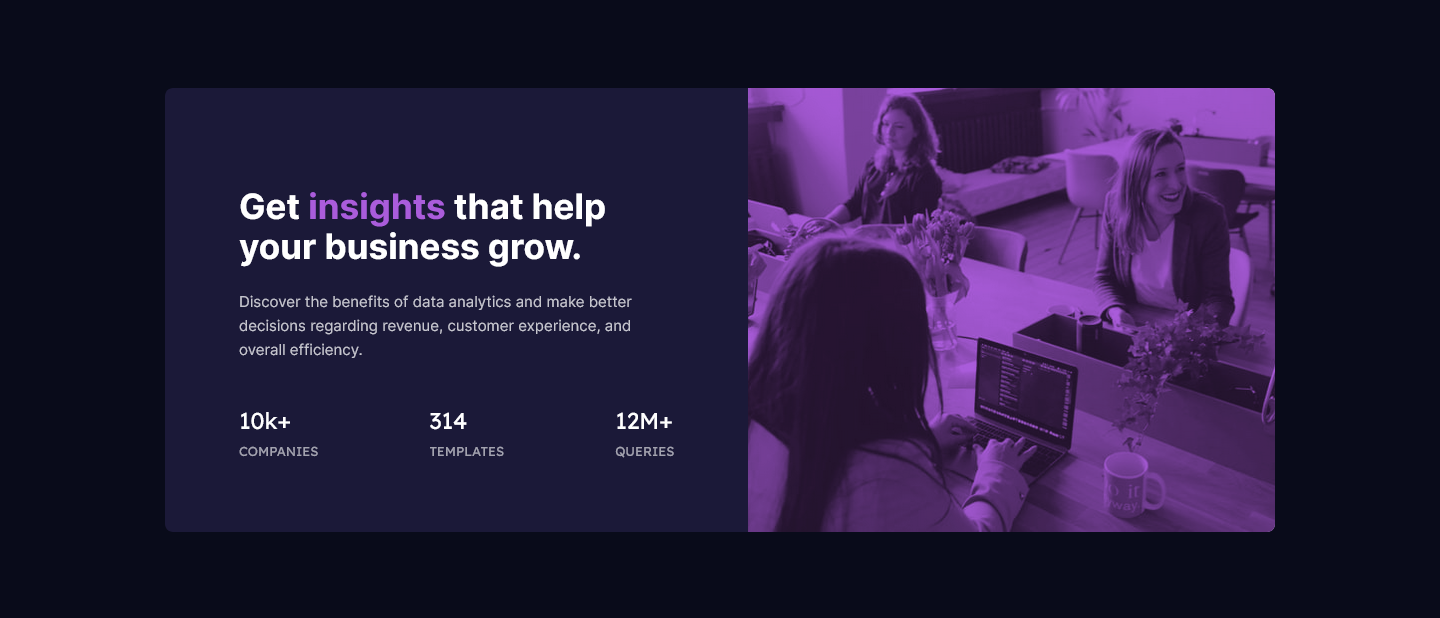 Get insights that help
your business grow.
Discover the benefits of data analytics and make better
decisions regarding revenue, customer experience, and
overall efficiency.
10k+ 314 12M+
COMPANIES TEMPLATES QUERIES